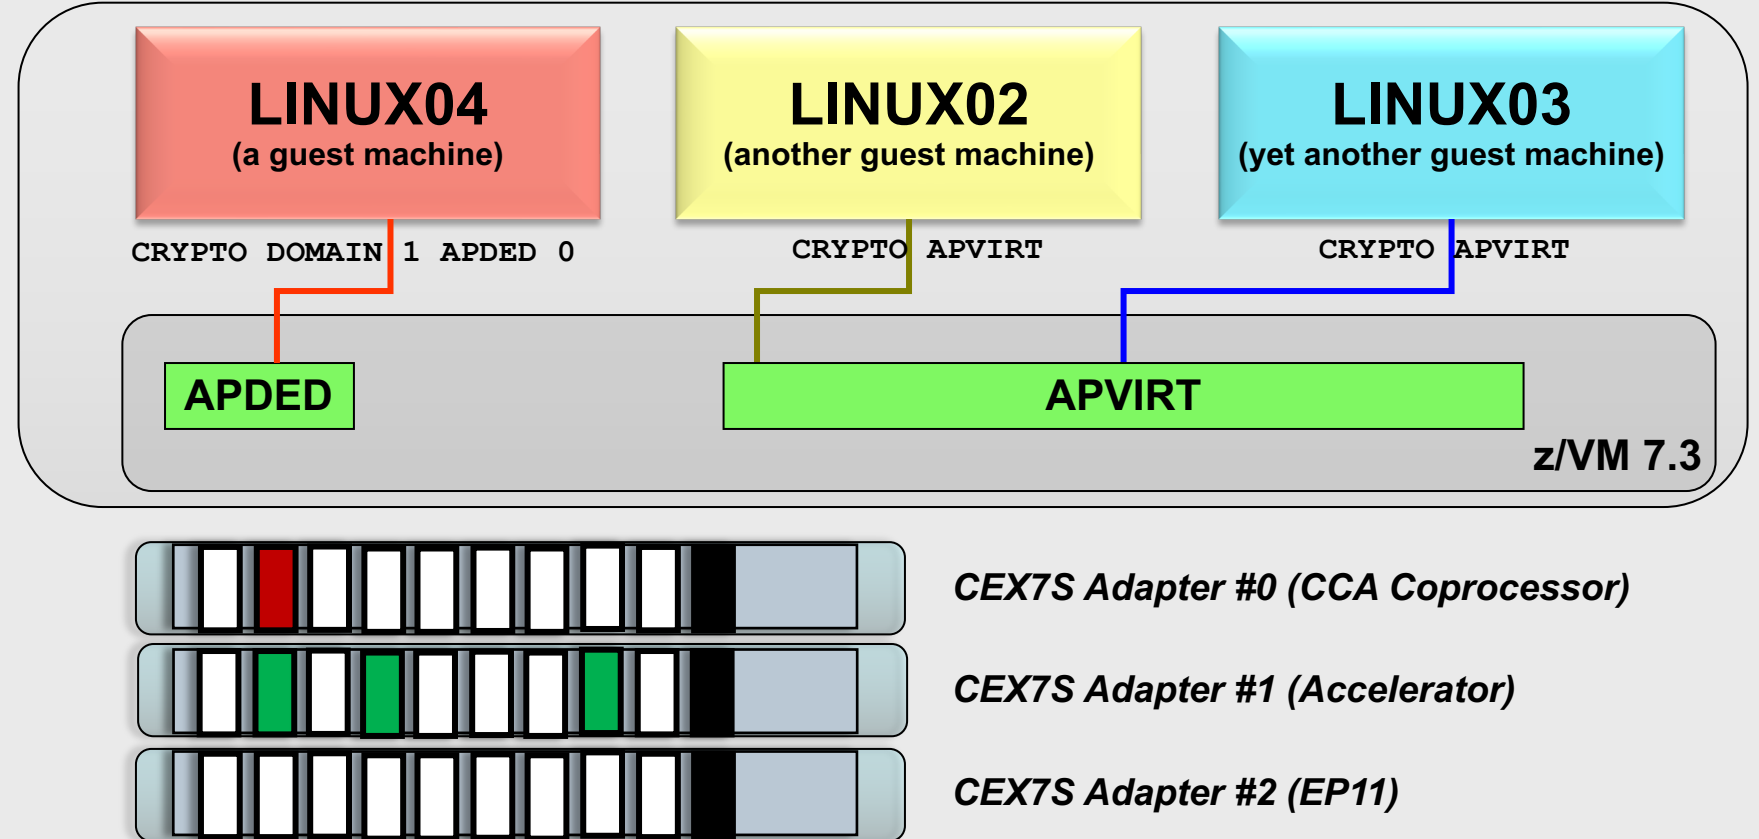 LINUX04
(a guest machine)
LINUX02
(another guest machine)
LINUX03
(yet another guest machine)
CRYPTO DOMAIN 1 APDED 0
CRYPTO APVIRT
CRYPTO APVIRT
APDED
APVIRT
z/VM 7.3
CEX7S Adapter #0 (CCA Coprocessor)
CEX7S Adapter #1 (Accelerator)
CEX7S Adapter #2 (EP11)